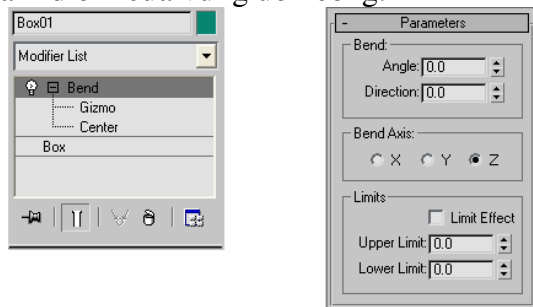 Box01
Modifier List
Bend
Gizmo
Center
Box
Parameters
Bend:
Angle: 0.0
Direction: 0.0
Bend Axis:
X Y Z
Limits
Limit Effect
Upper Limit: 0.0
Lower Limit: 0.0